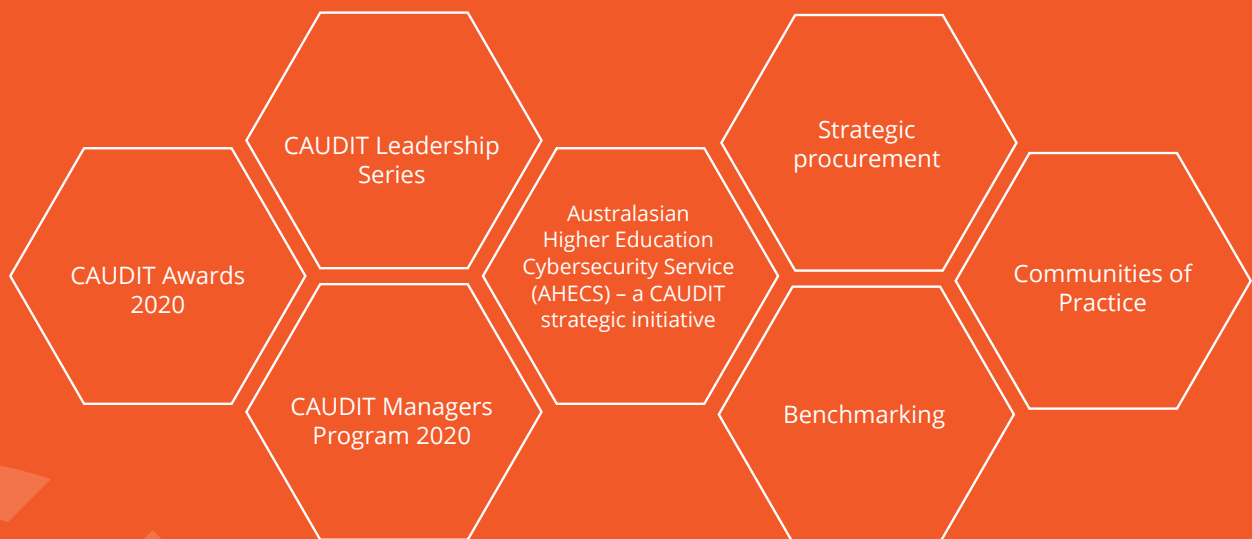 CAUDIT Leadership
Series
Strategic
procurement
CAUDIT Awards
2020
Australasian
Higher Education
Cybersecurity Service
(AHECS) – a CAUDIT
strategic initiative
Communities of
Practice
CAUDIT Managers
Program 2020
Benchmarking